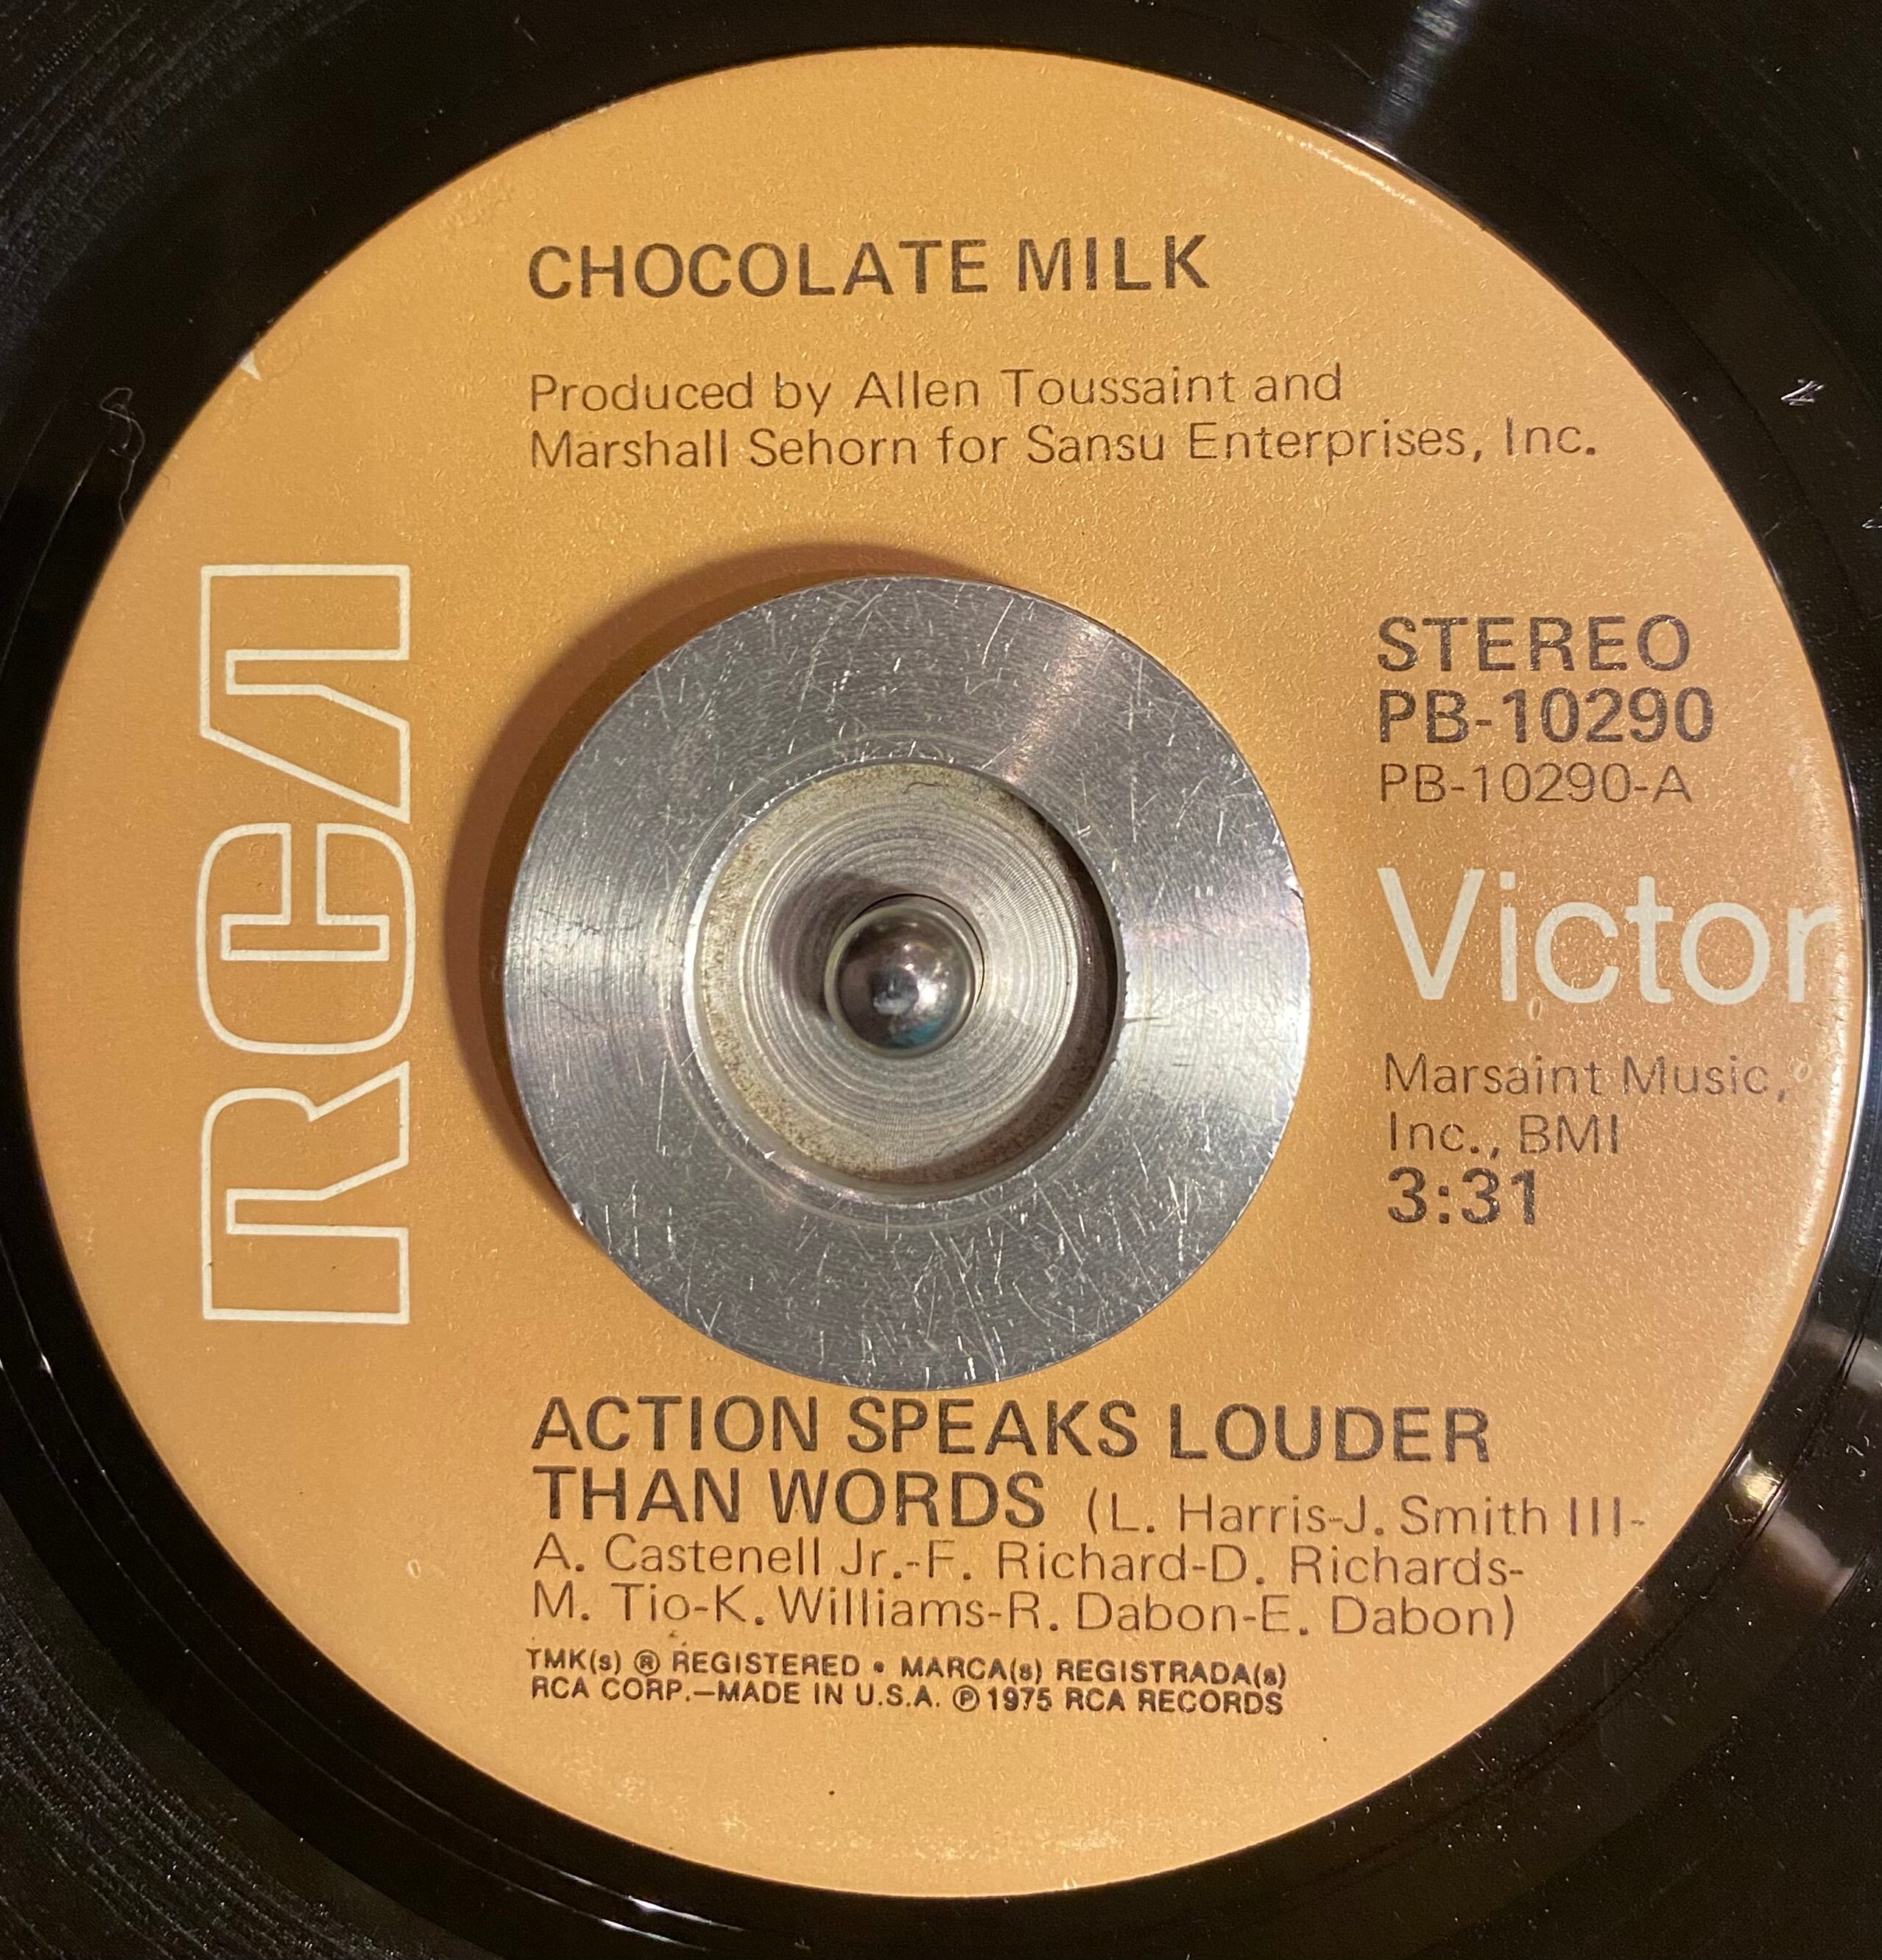 CHOCOLATE MILK
Produced by Allen Toussaint and
Marshall Sehorn for Sansu Enterprises, Inc.
RCA
STEREO
PB-10290
PB-10290-A
Victor
Marsaint Music,
Inc., BMI
3:31
ACTION SPEAKS LOUDER
THAN WORDS (L. Harris-J. Smith III-
A. Castenell Jr.-F. Richard-D. Richards-
M. Tio-K. Williams-R. Dabon-E. Dabon)
TMK(s) ® REGISTERED • MARCA(s) REGISTRADA(s)
RCA CORP.—MADE IN U.S.A. ℗ 1975 RCA RECORDS